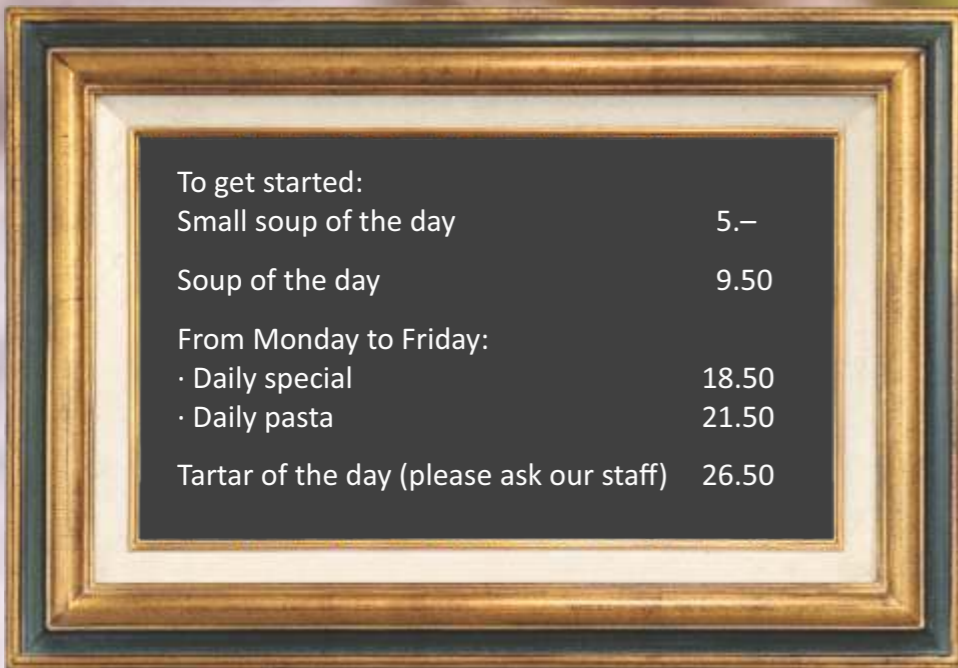 To get started:
Small soup of the day 5.–
Soup of the day 9.50
From Monday to Friday:
· Daily special 18.50
· Daily pasta 21.50
Tartar of the day (please ask our staff) 26.50